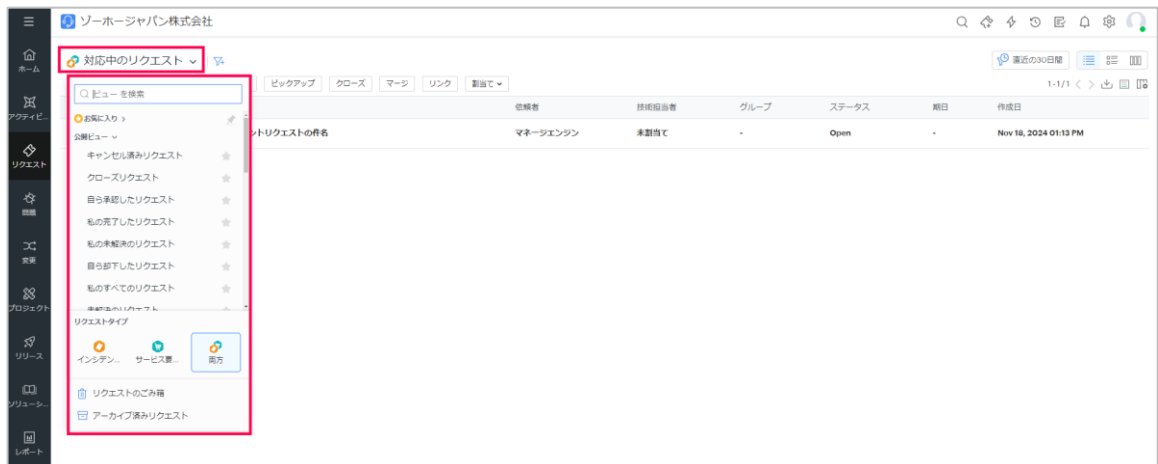 ゾーホージャパン株式会社
ホーム
アクティビ...
リクエスト
問題
変更
プロジェクト
リリース
ソリューシ...
レポート
対応中のリクエスト
直近の30日間
ピックアップ クローズ マージ リンク 割当て
1-1/1
ビュー を検索
お気に入り
公開ビュー
キャンセル済みリクエスト
クローズリクエスト
自ら承認したリクエスト
私の完了したリクエスト
私の未解決のリクエスト
自ら却下したリクエスト
私のすべてのリクエスト
未解決のリクエスト
リクエストタイプ
インシデン... サービス要... 両方
リクエストのごみ箱
アーカイブ済みリクエスト
依頼者 技術担当者 グループ ステータス 期日 作成日
ントリクエストの件名 マネージエンジン 未割当て - Open - Nov 18, 2024 01:13 PM